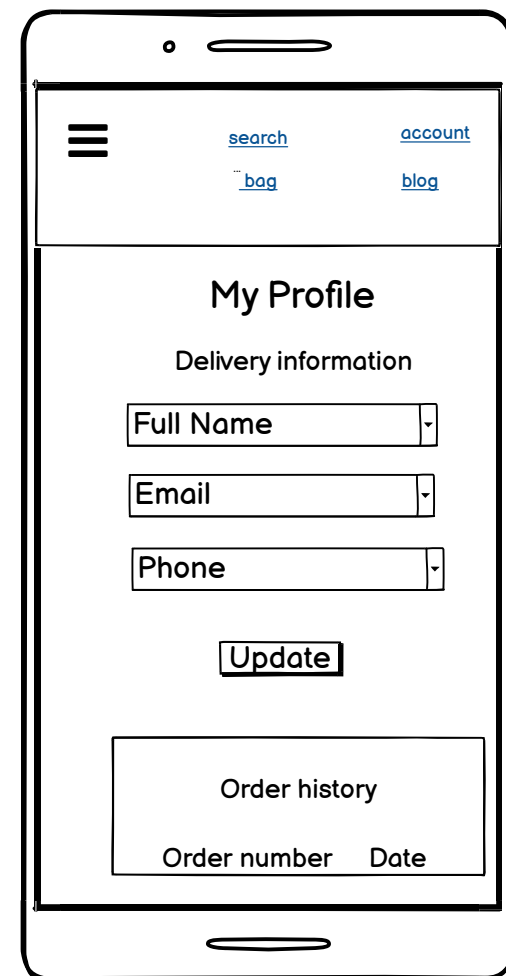 search account
bag blog
My Profile
Delivery information
Full Name
Email
Phone
Update
Order history
Order number Date